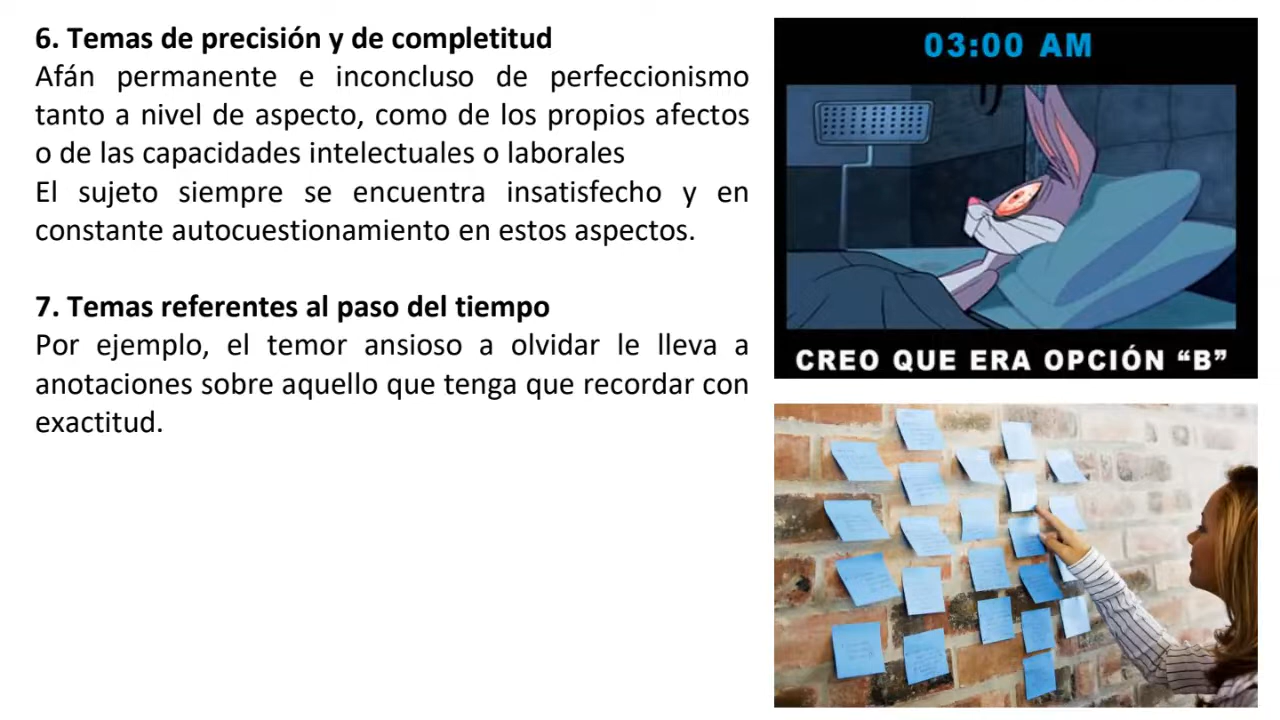 6. Temas de precisión y de completitud
Afán permanente e inconcluso de perfeccionismo
tanto a nivel de aspecto, como de los propios afectos
o de las capacidades intelectuales o laborales
El sujeto siempre se encuentra insatisfecho y en
constante autocuestionamiento en estos aspectos.
7. Temas referentes al paso del tiempo
Por ejemplo, el temor ansioso a olvidar le lleva a
anotaciones sobre aquello que tenga que recordar con
exactitud.
03:00 AM
CREO QUE ERA OPCIÓN “B”